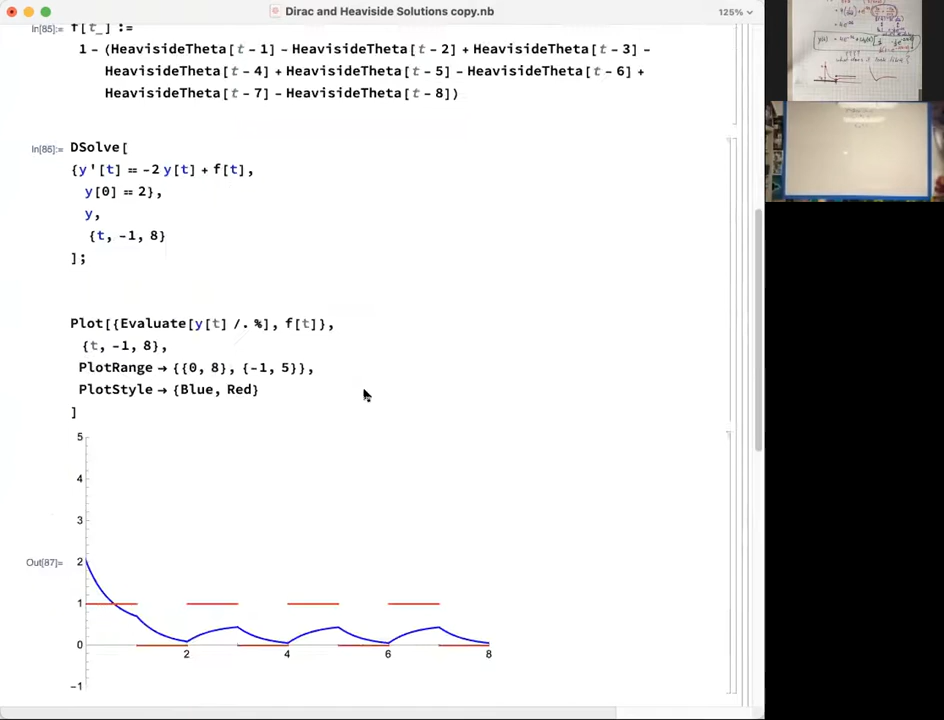 Dirac and Heaviside Solutions copy.nb
125%
In[85]:= f[t_] :=
1 - (HeavisideTheta[t - 1] - HeavisideTheta[t - 2] + HeavisideTheta[t - 3] -
HeavisideTheta[t - 4] + HeavisideTheta[t - 5] - HeavisideTheta[t - 6] +
HeavisideTheta[t - 7] - HeavisideTheta[t - 8])
In[86]:= DSolve[
{y'[t] == -2 y[t] + f[t],
y[0] == 2},
y,
{t, -1, 8}
];
Plot[{Evaluate[y[t] /. %], f[t]},
{t, -1, 8},
PlotRange → {{0, 8}, {-1, 5}},
PlotStyle → {Blue, Red}
]
5
4
3
Out[87]= 2
1
0
2 4 6 8
-1